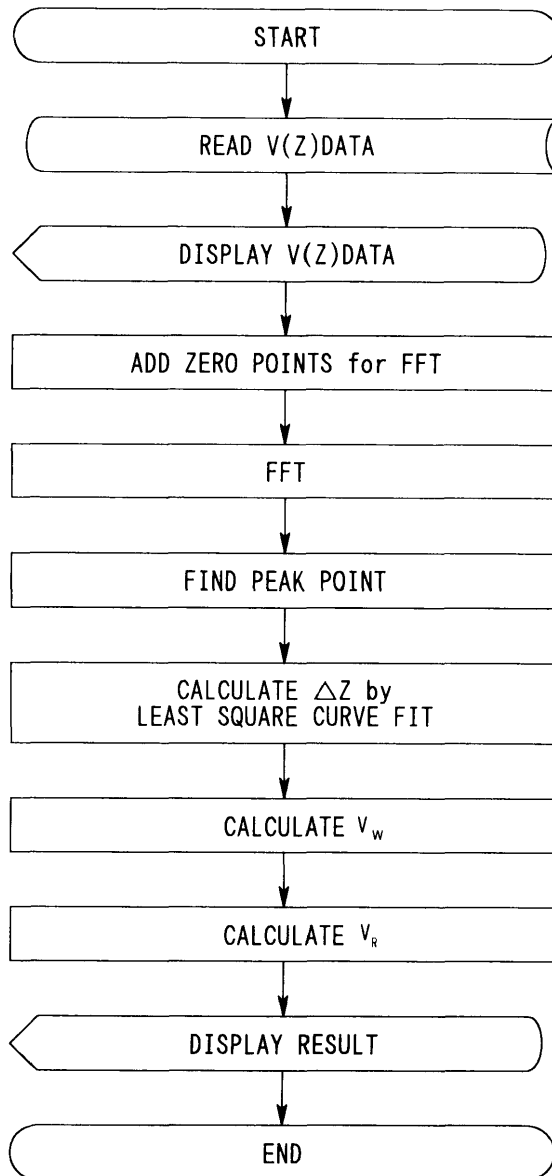 START
READ V(Z)DATA
DISPLAY V(Z)DATA
ADD ZERO POINTS for FFT
FFT
FIND PEAK POINT
CALCULATE △Z by
LEAST SQUARE CURVE FIT
CALCULATE VW
CALCULATE VR
DISPLAY RESULT
END